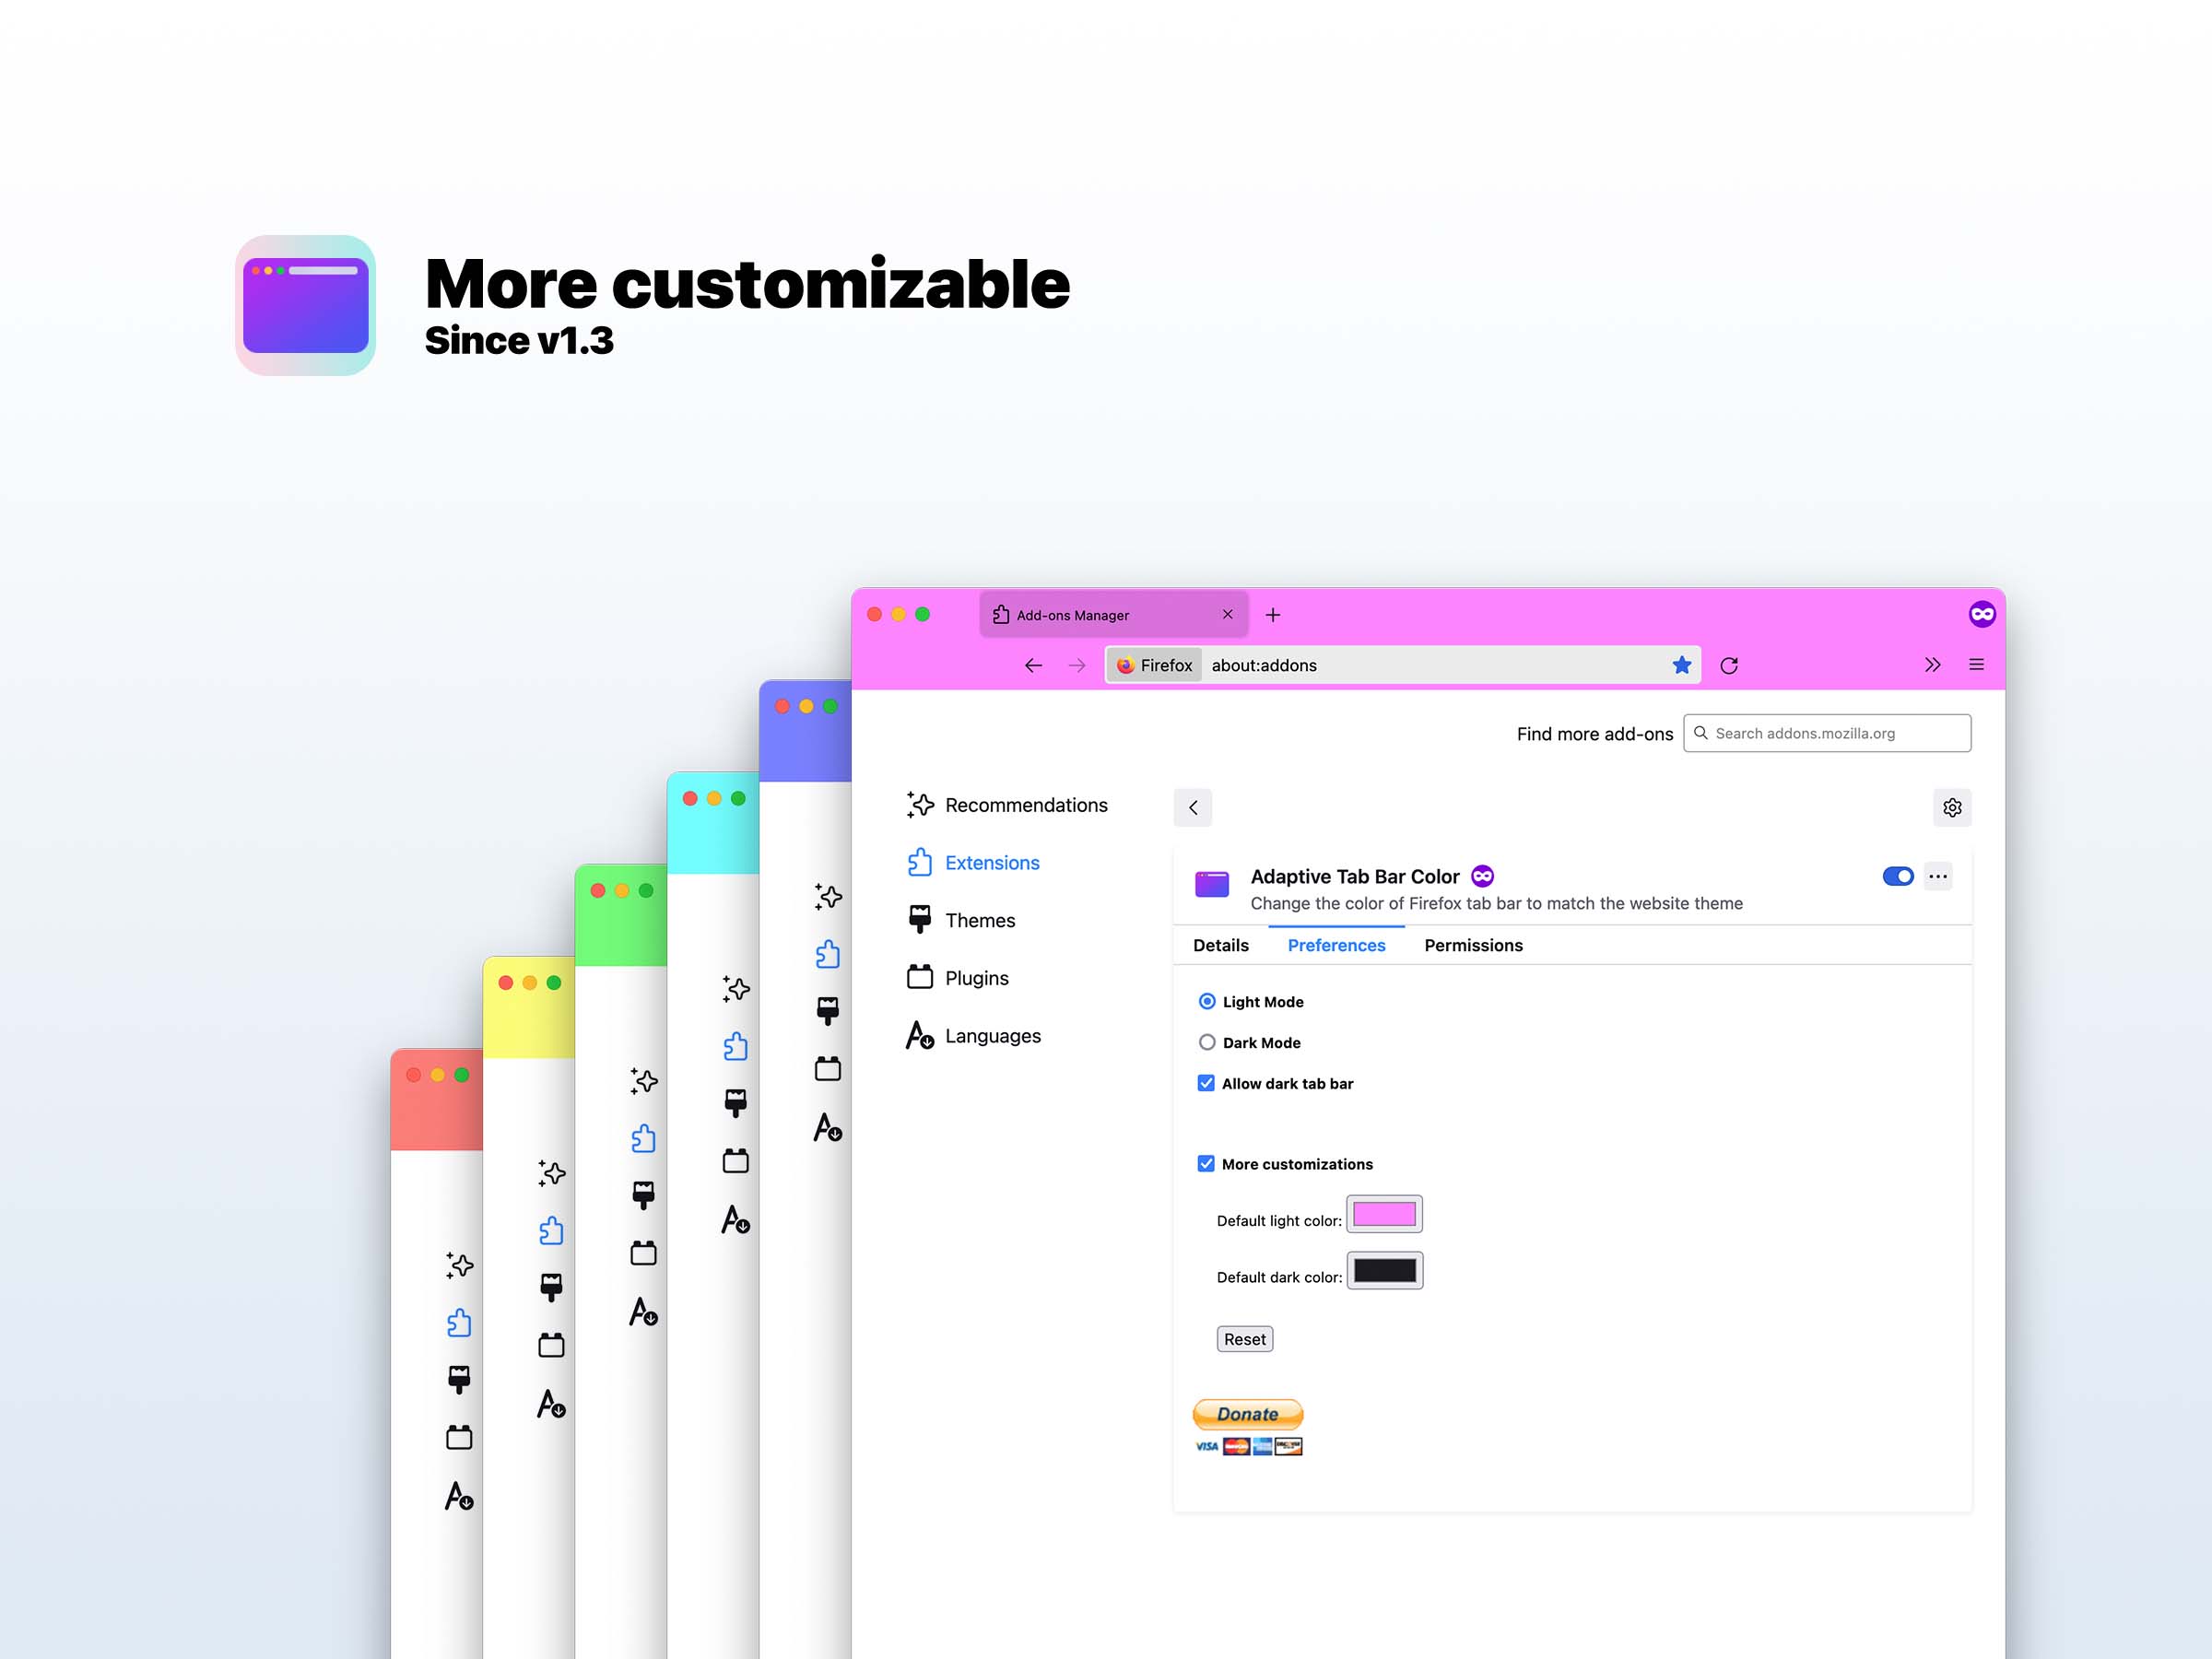 More customizable
Since v1.3
Add-ons Manager
Firefox about:addons
Find more add-ons Search addons.mozilla.org
Recommendations
Extensions
Themes
Plugins
Languages
Adaptive Tab Bar Color
Change the color of Firefox tab bar to match the website theme
Details Preferences Permissions
Light Mode
Dark Mode
Allow dark tab bar
More customizations
Default light color:
Default dark color:
Reset
Donate
VISA MasterCard DISCOVER